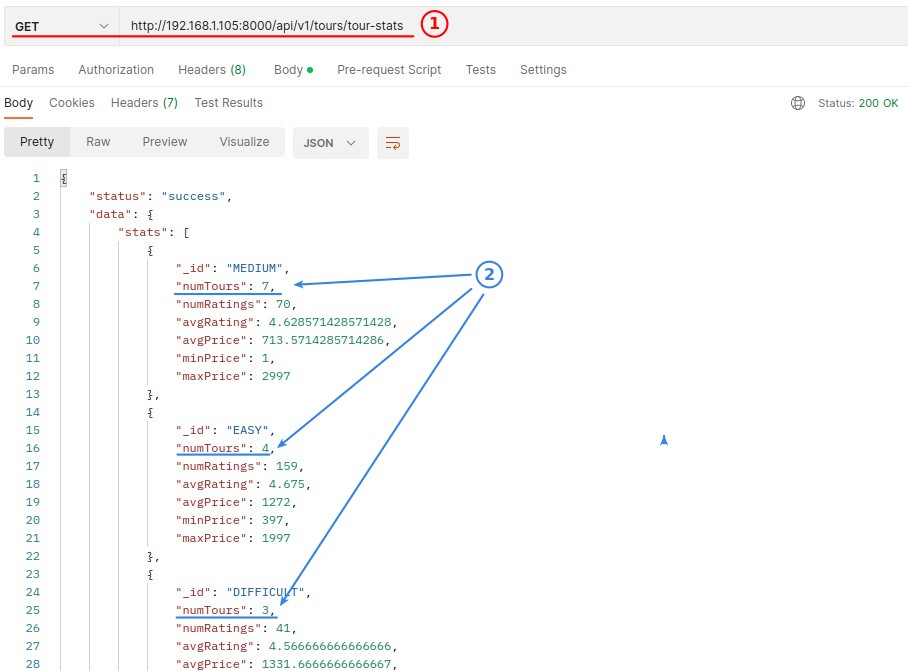 GET http://192.168.1.105:8000/api/v1/tours/tour-stats 1
Params Authorization Headers (8) Body Pre-request Script Tests Settings
Body Cookies Headers (7) Test Results Status: 200 OK
Pretty Raw Preview Visualize JSON
1 {
2 "status": "success",
3 "data": {
4 "stats": [
5 {
6 "_id": "MEDIUM",
7 "numTours": 7,
8 "numRatings": 70,
9 "avgRating": 4.628571428571428,
10 "avgPrice": 713.5714285714286,
11 "minPrice": 1,
12 "maxPrice": 2997
13 },
14 {
15 "_id": "EASY",
16 "numTours": 4,
17 "numRatings": 159,
18 "avgRating": 4.675,
19 "avgPrice": 1272,
20 "minPrice": 397,
21 "maxPrice": 1997
22 },
23 {
24 "_id": "DIFFICULT",
25 "numTours": 3,
26 "numRatings": 41,
27 "avgRating": 4.566666666666666,
28 "avgPrice": 1331.6666666666667,
2